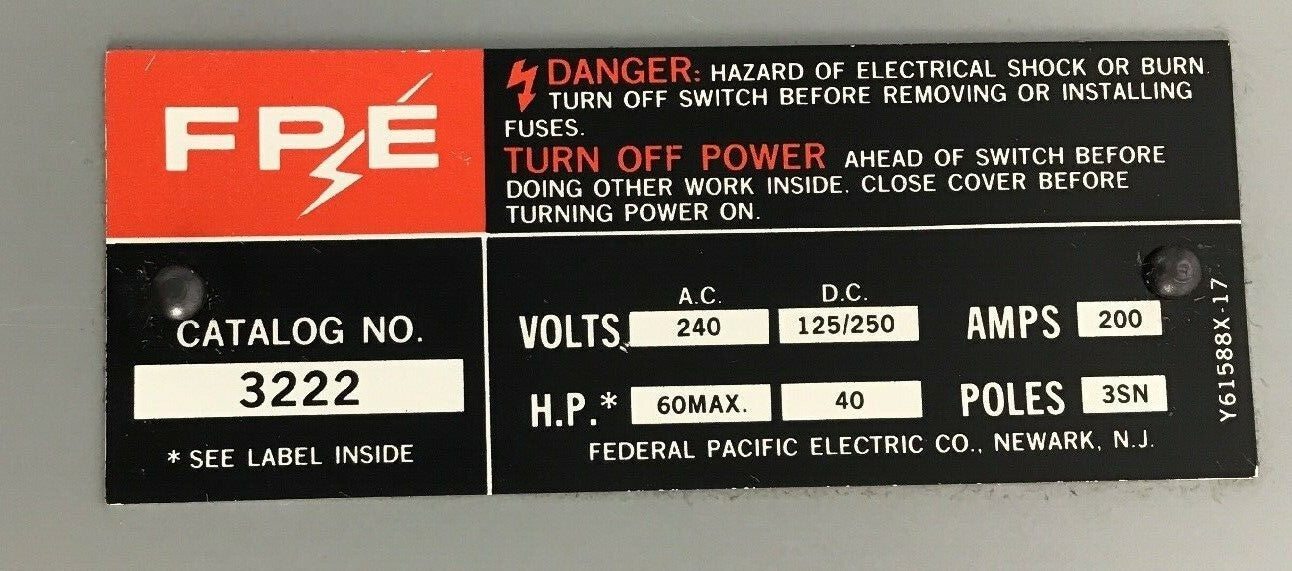 FPE
DANGER: HAZARD OF ELECTRICAL SHOCK OR BURN.
TURN OFF SWITCH BEFORE REMOVING OR INSTALLING
FUSES.
TURN OFF POWER AHEAD OF SWITCH BEFORE
DOING OTHER WORK INSIDE. CLOSE COVER BEFORE
TURNING POWER ON.
CATALOG NO.
3222
* SEE LABEL INSIDE
A.C. D.C.
VOLTS 240 125/250 AMPS 200
H.P.* 60MAX. 40 POLES 3SN
FEDERAL PACIFIC ELECTRIC CO., NEWARK, N.J.
Y61588X-17